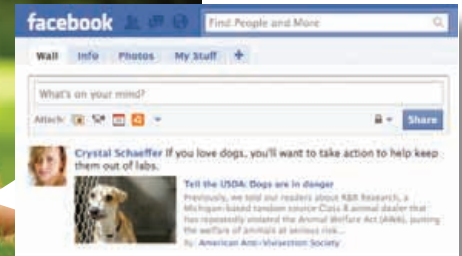 facebook
Find People and More
Wall Info Photos My Stuff +
What's on your mind?
Attach:
Share
Crystal Schaeffer If you love dogs, you'll want to take action to help keep
them out of labs.
Tell the USDA: Dogs are in danger
Previously, we told our readers about R&R Research, a
Michigan-based random source Class B animal dealer that
has repeatedly violated the Animal Welfare Act (AWA), putting
the welfare of animals at serious risk...
By: American Anti-Vivisection Society